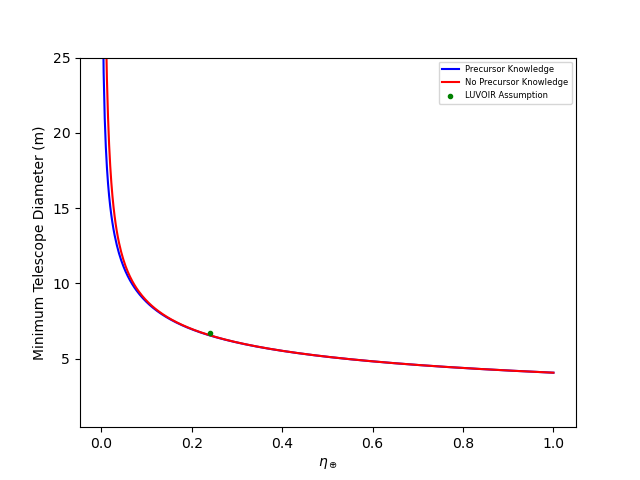 25
20
15
10
5
Minimum Telescope Diameter (m)
Precursor Knowledge
No Precursor Knowledge
LUVOIR Assumption
0.0 0.2 0.4 0.6 0.8 1.0
η⊕